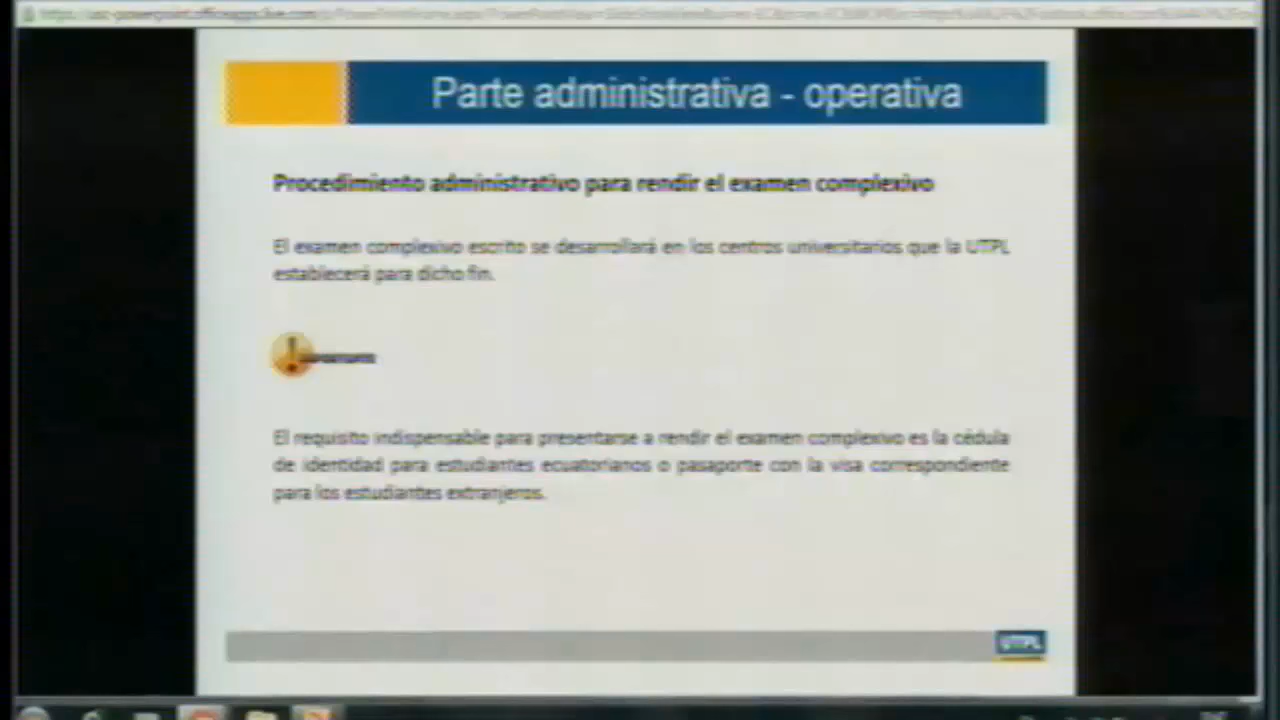 Parte administrativa - operativa
Procedimiento administrativo para rendir el examen complexivo
El examen complexivo escrito se desarrollará en los centros universitarios que la UTPL
establecerá para dicho fin.
El requisito indispensable para presentarse a rendir el examen complexivo es la cédula
de identidad para estudiantes ecuatorianos o pasaporte con la visa correspondiente
para los estudiantes extranjeros.
UTPL